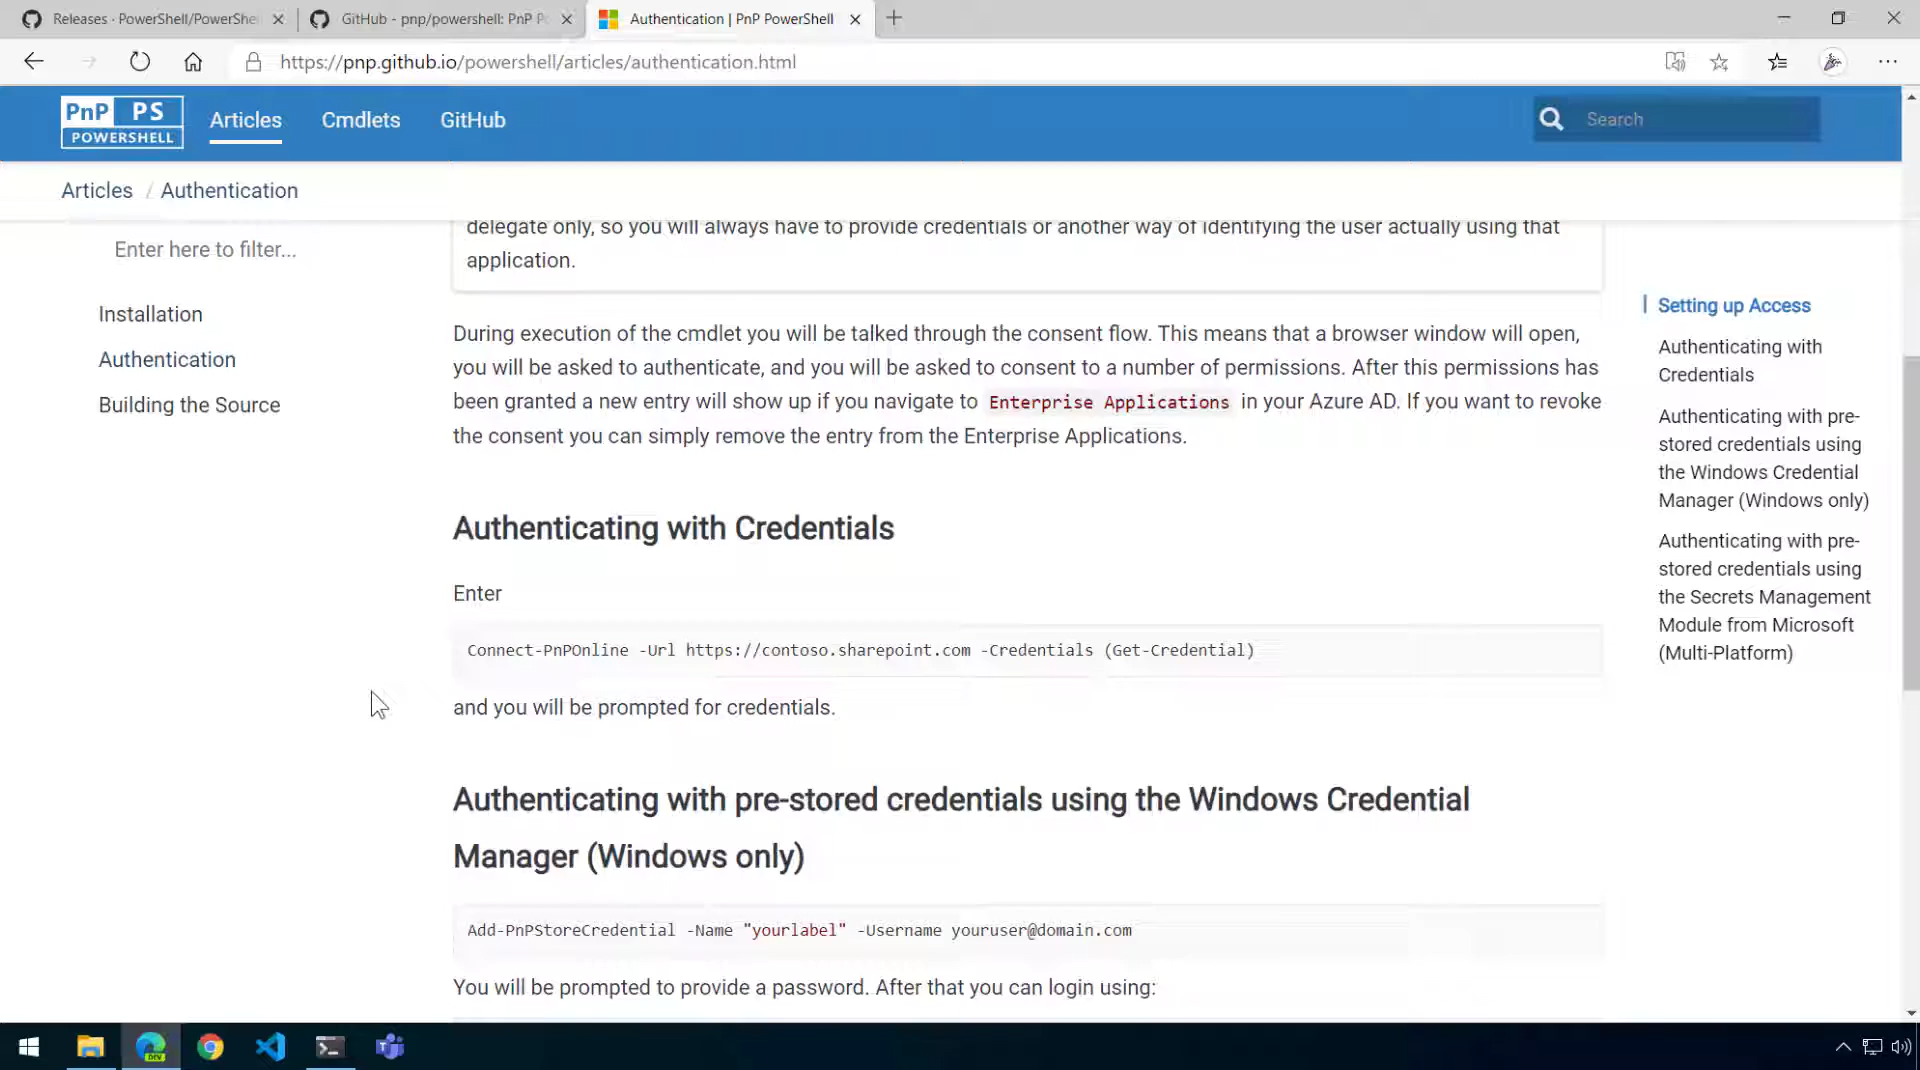 Releases · PowerShell/PowerShe
GitHub - pnp/powershell: PnP P
Authentication | PnP PowerShell
https://pnp.github.io/powershell/articles/authentication.html
PnP PS
POWERSHELL
Articles
Cmdlets
GitHub
Search
Articles / Authentication
Enter here to filter...
Installation
Authentication
Building the Source
delegate only, so you will always have to provide credentials or another way of identifying the user actually using that
application.
During execution of the cmdlet you will be talked through the consent flow. This means that a browser window will open,
you will be asked to authenticate, and you will be asked to consent to a number of permissions. After this permissions has
been granted a new entry will show up if you navigate to Enterprise Applications in your Azure AD. If you want to revoke
the consent you can simply remove the entry from the Enterprise Applications.
Authenticating with Credentials
Enter
Connect-PnPOnline -Url https://contoso.sharepoint.com -Credentials (Get-Credential)
and you will be prompted for credentials.
Authenticating with pre-stored credentials using the Windows Credential
Manager (Windows only)
Add-PnPStoreCredential -Name "yourlabel" -Username youruser@domain.com
You will be prompted to provide a password. After that you can login using:
Setting up Access
Authenticating with
Credentials
Authenticating with pre-
stored credentials using
the Windows Credential
Manager (Windows only)
Authenticating with pre-
stored credentials using
the Secrets Management
Module from Microsoft
(Multi-Platform)
DEV